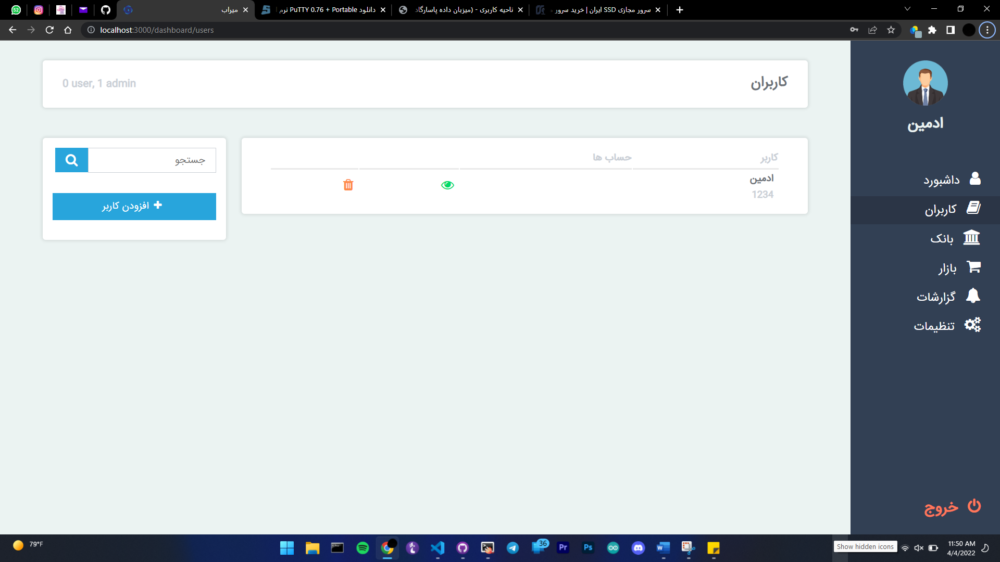 52
میراب
دانلود PuTTY 0.76 + Portable نرم ا
ناحیه کاربری - (میزبان داده پاسارگاد
سرور مجازی SSD ایران | خرید سرور م
localhost:3000/dashboard/users
0 user, 1 admin
کاربران
ادمین
جستجو
افزودن کاربر
کاربر
حساب ها
ادمین
1234
داشبورد
کاربران
بانک
بازار
گزارشات
تنظیمات
خروج
79°F
36
Pr
Ps
W
Show hidden icons
11:50 AM
4/4/2022